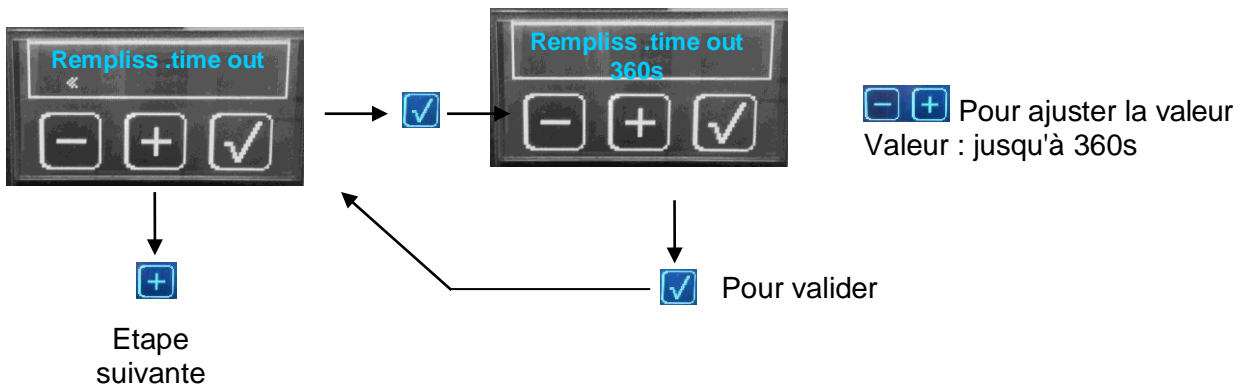 Rempliss .time out
«
Rempliss .time out
360s
Pour ajuster la valeur
Valeur : jusqu'à 360s
Pour valider
Etape
suivante